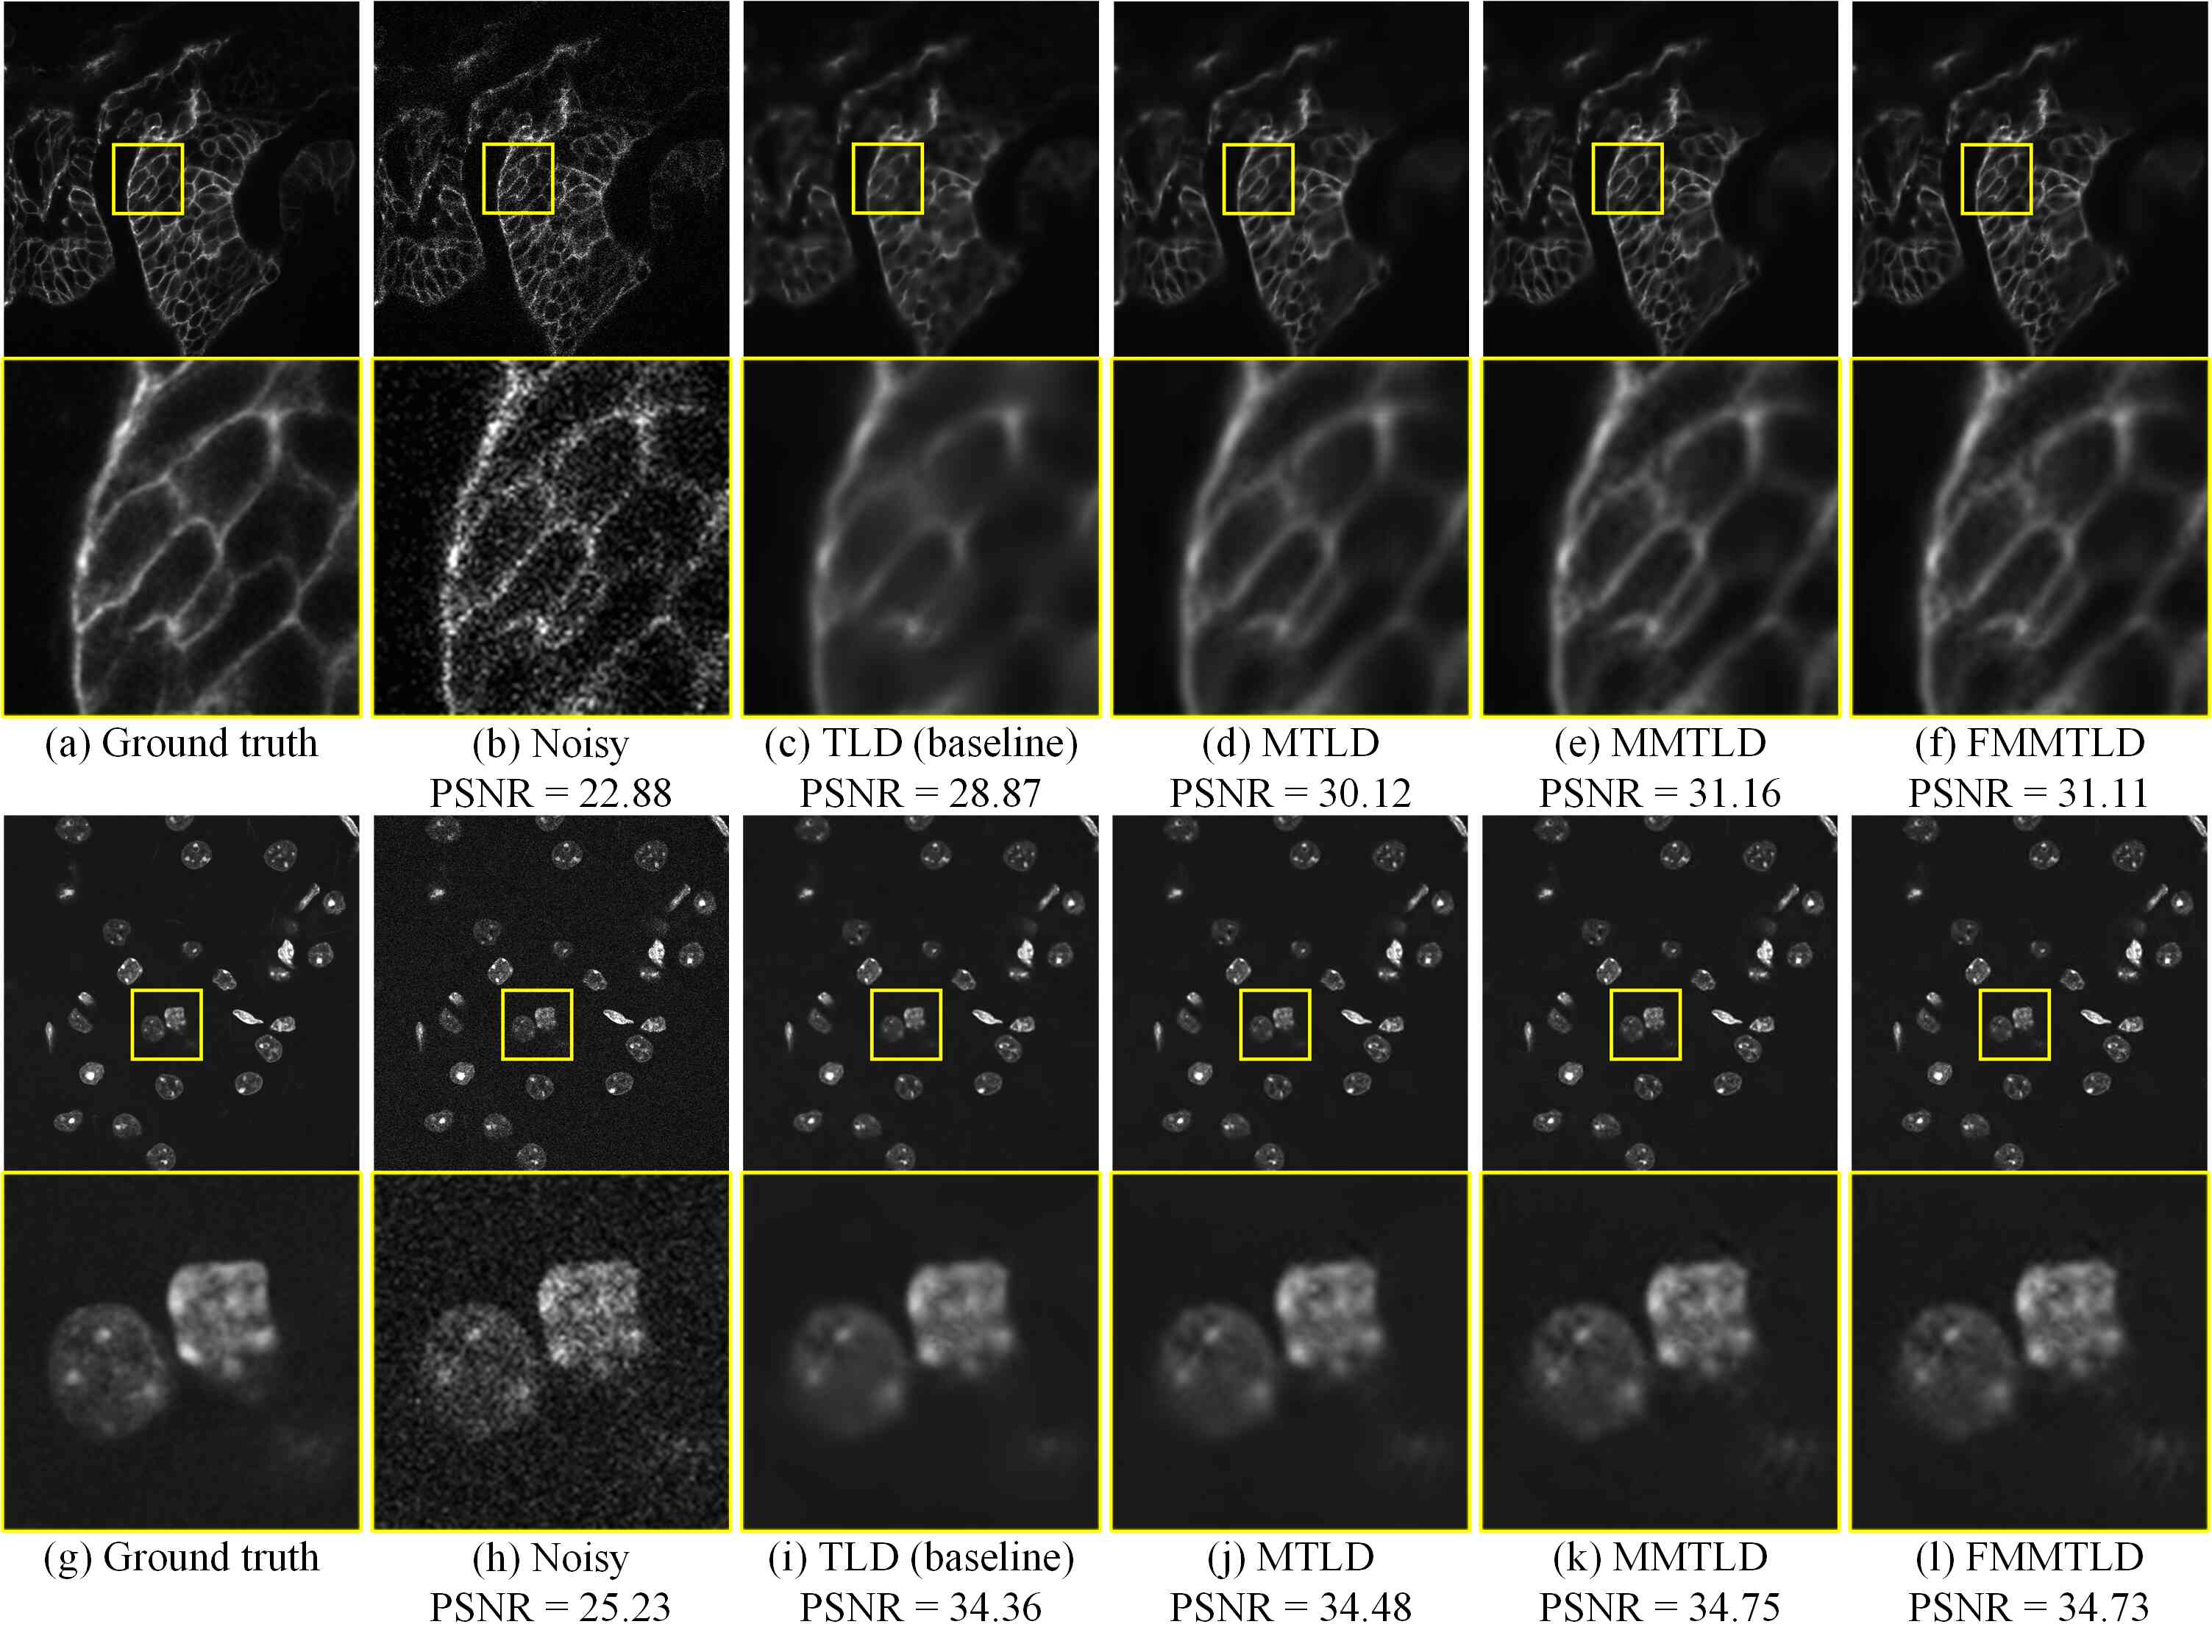 (a) Ground truth
(b) Noisy
PSNR = 22.88
(c) TLD (baseline)
PSNR = 28.87
(d) MTLD
PSNR = 30.12
(e) MMTLD
PSNR = 31.16
(f) FMMTLD
PSNR = 31.11
(g) Ground truth
(h) Noisy
PSNR = 25.23
(i) TLD (baseline)
PSNR = 34.36
(j) MTLD
PSNR = 34.48
(k) MMTLD
PSNR = 34.75
(l) FMMTLD
PSNR = 34.73